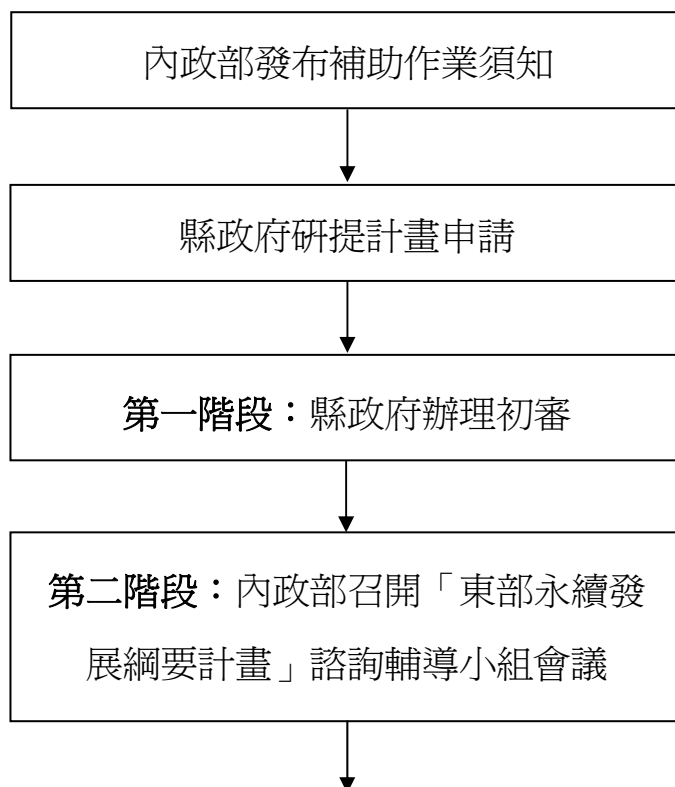 內政部發布補助作業須知
縣政府研提計畫申請
第一階段：縣政府辦理初審
第二階段：內政部召開「東部永續發
展綱要計畫」諮詢輔導小組會議